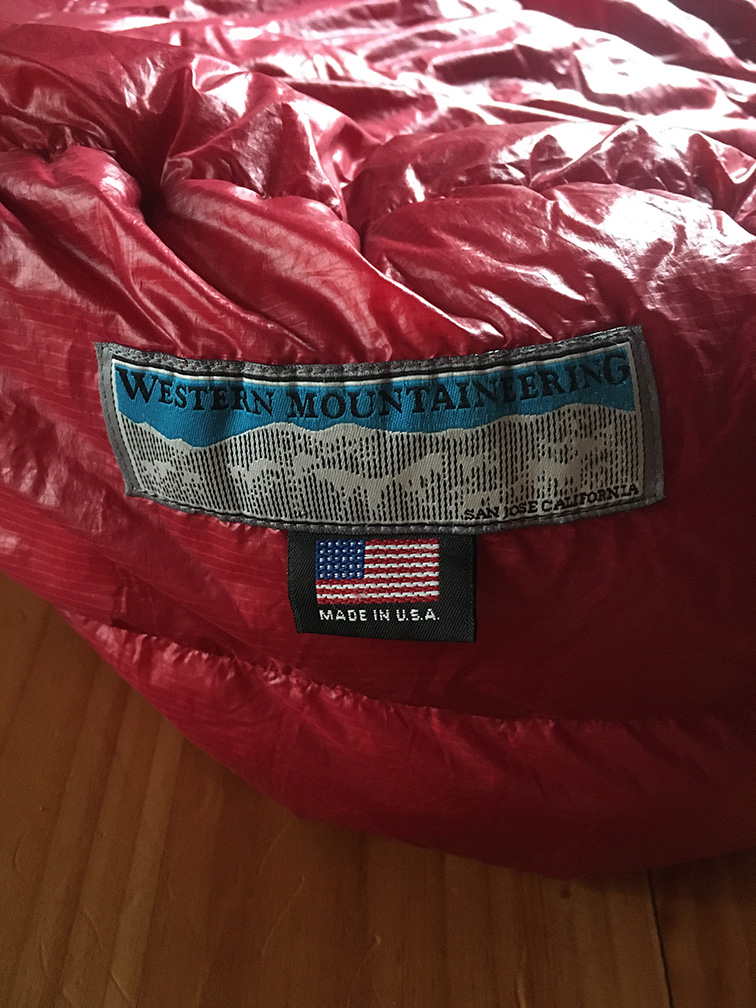 WESTERN MOUNTAINEERING
SAN JOSE CALIFORNIA
MADE IN U.S.A.